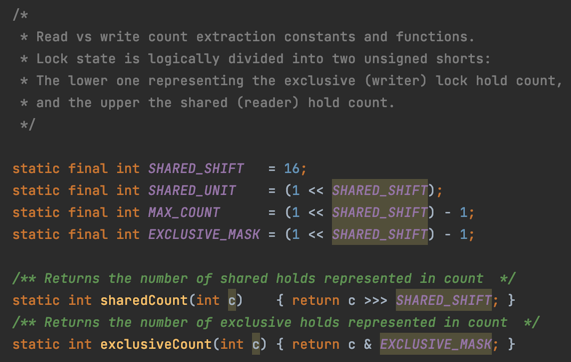 /*
 * Read vs write count extraction constants and functions.
 * Lock state is logically divided into two unsigned shorts:
 * The lower one representing the exclusive (writer) lock hold count,
 * and the upper the shared (reader) hold count.
 */
static final int SHARED_SHIFT   = 16;
static final int SHARED_UNIT    = (1 << SHARED_SHIFT);
static final int MAX_COUNT      = (1 << SHARED_SHIFT) - 1;
static final int EXCLUSIVE_MASK = (1 << SHARED_SHIFT) - 1;
/** Returns the number of shared holds represented in count  */
static int sharedCount(int c)    { return c >>> SHARED_SHIFT; }
/** Returns the number of exclusive holds represented in count  */
static int exclusiveCount(int c) { return c & EXCLUSIVE_MASK; }